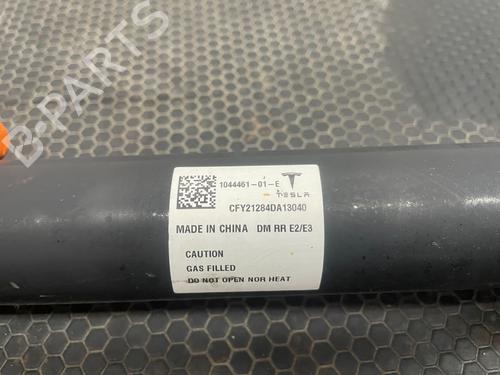 B-PARTS
1044461-01-E
TESLA
CFY21284DA13040
MADE IN CHINA DM RR E2/E3
CAUTION
GAS FILLED
DO NOT OPEN NOR HEAT